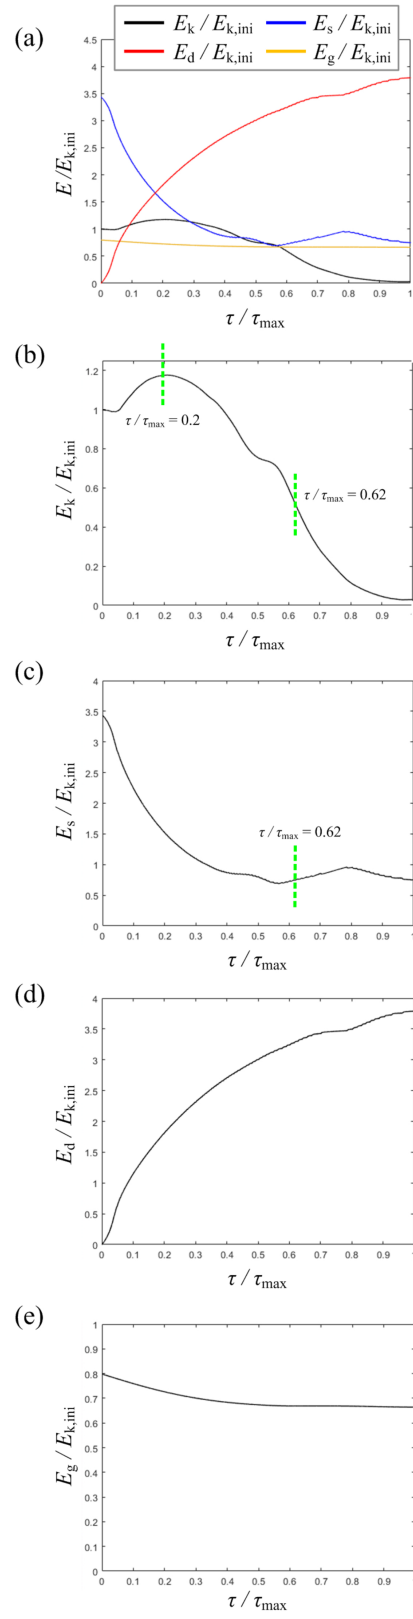 (a)
E_k / E_k,ini E_s / E_k,ini
E_d / E_k,ini E_g / E_k,ini
4.5
4
3.5
3
2.5
2
1.5
1
0.5
0
E / E_k,ini
0 0.1 0.2 0.3 0.4 0.5 0.6 0.7 0.8 0.9 1
τ / τ_max
(b)
1.2
1
0.8
0.6
0.4
0.2
0
E_k / E_k,ini
τ / τ_max = 0.2
τ / τ_max = 0.62
0 0.1 0.2 0.3 0.4 0.5 0.6 0.7 0.8 0.9 1
τ / τ_max
(c)
4
3.5
3
2.5
2
1.5
1
0.5
0
E_s / E_k,ini
τ / τ_max = 0.62
0 0.1 0.2 0.3 0.4 0.5 0.6 0.7 0.8 0.9 1
τ / τ_max
(d)
4
3.5
3
2.5
2
1.5
1
0.5
0
E_d / E_k,ini
0 0.1 0.2 0.3 0.4 0.5 0.6 0.7 0.8 0.9 1
τ / τ_max
(e)
1
0.9
0.8
0.7
0.6
0.5
0.4
0.3
0.2
0.1
0
E_g / E_k,ini
0 0.1 0.2 0.3 0.4 0.5 0.6 0.7 0.8 0.9 1
τ / τ_max